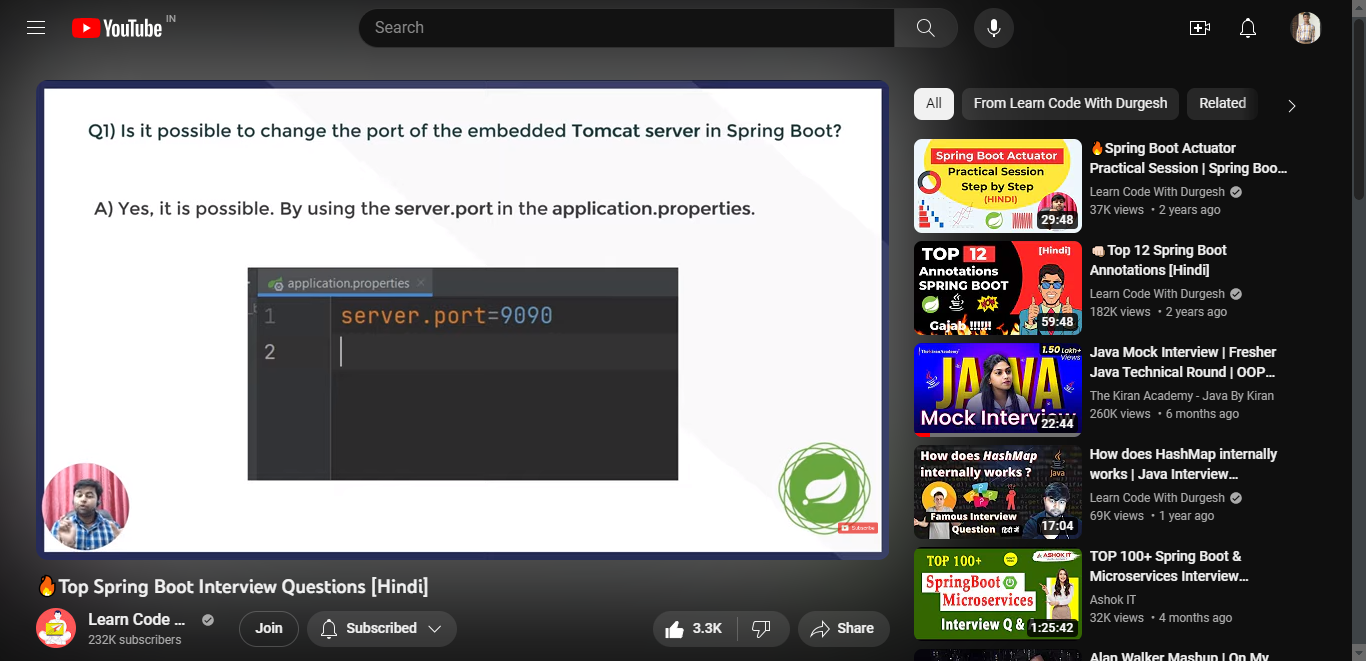 YouTube IN
Search
Q1) Is it possible to change the port of the embedded Tomcat server in Spring Boot?
A) Yes, it is possible. By using the server.port in the application.properties.
application.properties ×
1 server.port=9090
2
Subscribe
🔥Top Spring Boot Interview Questions [Hindi]
Learn Code ...
232K subscribers
Join
Subscribed
3.3K
Share
All
From Learn Code With Durgesh
Related
Spring Boot Actuator
Practical Session
Step by Step
(HINDI)
29:48
🔥Spring Boot Actuator
Practical Session | Spring Boo...
Learn Code With Durgesh
37K views • 2 years ago
TOP 12
[Hindi]
Annotations
SPRING BOOT
Gajab !!!!!!
59:48
👊🏻Top 12 Spring Boot
Annotations [Hindi]
Learn Code With Durgesh
182K views • 2 years ago
1.50 Lakh+
Views
JAVA
Mock Interview
22:44
Java Mock Interview | Fresher
Java Technical Round | OOP...
The Kiran Academy - Java By Kiran
260K views • 6 months ago
How does HashMap
internally works ?
Java
Famous Interview
Question हिंदी में
17:04
How does HashMap internally
works | Java Interview...
Learn Code With Durgesh
69K views • 1 year ago
TOP 100+
ASHOK IT
SpringBoot
Microservices
Interview Q &
1:25:42
TOP 100+ Spring Boot &
Microservices Interview...
Ashok IT
32K views • 4 months ago
Alan Walker Mashup | On My